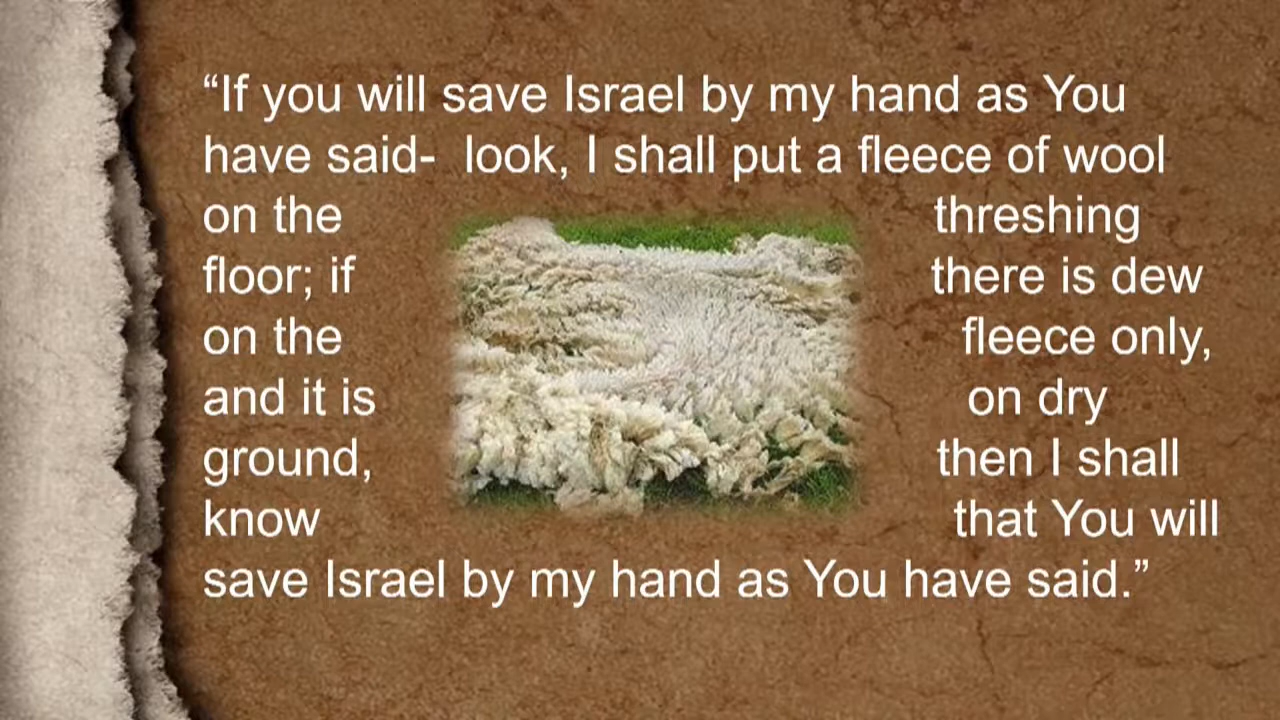 “If you will save Israel by my hand as You
have said-  look, I shall put a fleece of wool
on the threshing
floor; if there is dew
on the fleece only,
and it is on dry
ground, then I shall
know that You will
save Israel by my hand as You have said.”